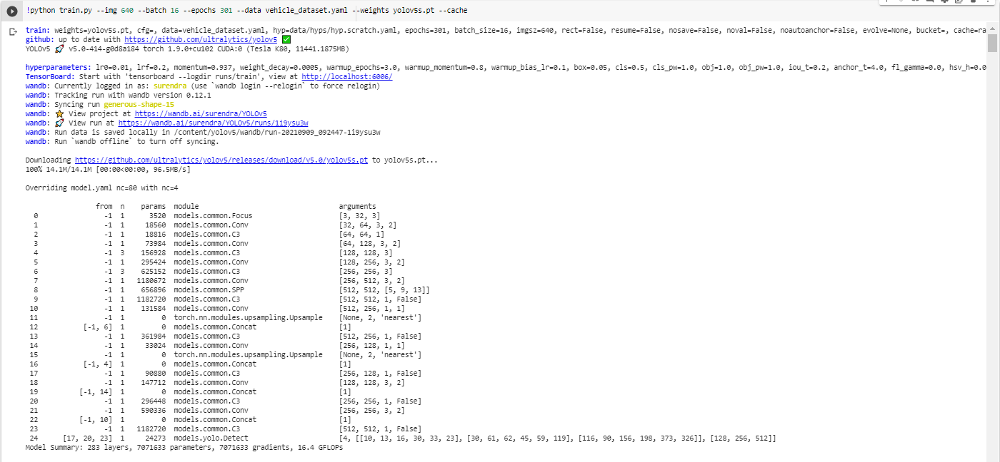 !python train.py --img 640 --batch 16 --epochs 301 --data vehicle_dataset.yaml --weights yolov5s.pt --cache
train: weights=yolov5s.pt, cfg=, data=vehicle_dataset.yaml, hyp=data/hyps/hyp.scratch.yaml, epochs=301, batch_size=16, imgsz=640, rect=False, resume=False, nosave=False, noval=False, noautoanchor=False, evolve=None, bucket=, cache=ra
github: up to date with https://github.com/ultralytics/yolov5 ✅
YOLOv5 🚀 v5.0-414-g0d8a184 torch 1.9.0+cu102 CUDA:0 (Tesla K80, 11441.1875MB)
hyperparameters: lr0=0.01, lrf=0.2, momentum=0.937, weight_decay=0.0005, warmup_epochs=3.0, warmup_momentum=0.8, warmup_bias_lr=0.1, box=0.05, cls=0.5, cls_pw=1.0, obj=1.0, obj_pw=1.0, iou_t=0.2, anchor_t=4.0, fl_gamma=0.0, hsv_h=0.0
TensorBoard: Start with 'tensorboard --logdir runs/train', view at http://localhost:6006/
wandb: Currently logged in as: surendra (use `wandb login --relogin` to force relogin)
wandb: Tracking run with wandb version 0.12.1
wandb: Syncing run generous-shape-15
wandb: ⭐ View project at https://wandb.ai/surendra/YOLOv5
wandb: 🚀 View run at https://wandb.ai/surendra/YOLOv5/runs/1i9ysu3w
wandb: Run data is saved locally in /content/yolov5/wandb/run-20210909_092447-1i9ysu3w
wandb: Run `wandb offline` to turn off syncing.
Downloading https://github.com/ultralytics/yolov5/releases/download/v5.0/yolov5s.pt to yolov5s.pt...
100% 14.1M/14.1M [00:00<00:00, 96.5MB/s]
Overriding model.yaml nc=80 with nc=4
from n params module arguments
0 -1 1 3520 models.common.Focus [3, 32, 3]
1 -1 1 18560 models.common.Conv [32, 64, 3, 2]
2 -1 1 18816 models.common.C3 [64, 64, 1]
3 -1 1 73984 models.common.Conv [64, 128, 3, 2]
4 -1 3 156928 models.common.C3 [128, 128, 3]
5 -1 1 295424 models.common.Conv [128, 256, 3, 2]
6 -1 3 625152 models.common.C3 [256, 256, 3]
7 -1 1 1180672 models.common.Conv [256, 512, 3, 2]
8 -1 1 656896 models.common.SPP [512, 512, [5, 9, 13]]
9 -1 1 1182720 models.common.C3 [512, 512, 1, False]
10 -1 1 131584 models.common.Conv [512, 256, 1, 1]
11 -1 1 0 torch.nn.modules.upsampling.Upsample [None, 2, 'nearest']
12 [-1, 6] 1 0 models.common.Concat [1]
13 -1 1 361984 models.common.C3 [512, 256, 1, False]
14 -1 1 33024 models.common.Conv [256, 128, 1, 1]
15 -1 1 0 torch.nn.modules.upsampling.Upsample [None, 2, 'nearest']
16 [-1, 4] 1 0 models.common.Concat [1]
17 -1 1 90880 models.common.C3 [256, 128, 1, False]
18 -1 1 147712 models.common.Conv [128, 128, 3, 2]
19 [-1, 14] 1 0 models.common.Concat [1]
20 -1 1 296448 models.common.C3 [256, 256, 1, False]
21 -1 1 590336 models.common.Conv [256, 256, 3, 2]
22 [-1, 10] 1 0 models.common.Concat [1]
23 -1 1 1182720 models.common.C3 [512, 512, 1, False]
24 [17, 20, 23] 1 24273 models.yolo.Detect [4, [[10, 13, 16, 30, 33, 23], [30, 61, 62, 45, 59, 119], [116, 90, 156, 198, 373, 326]], [128, 256, 512]]
Model Summary: 283 layers, 7071633 parameters, 7071633 gradients, 16.4 GFLOPs